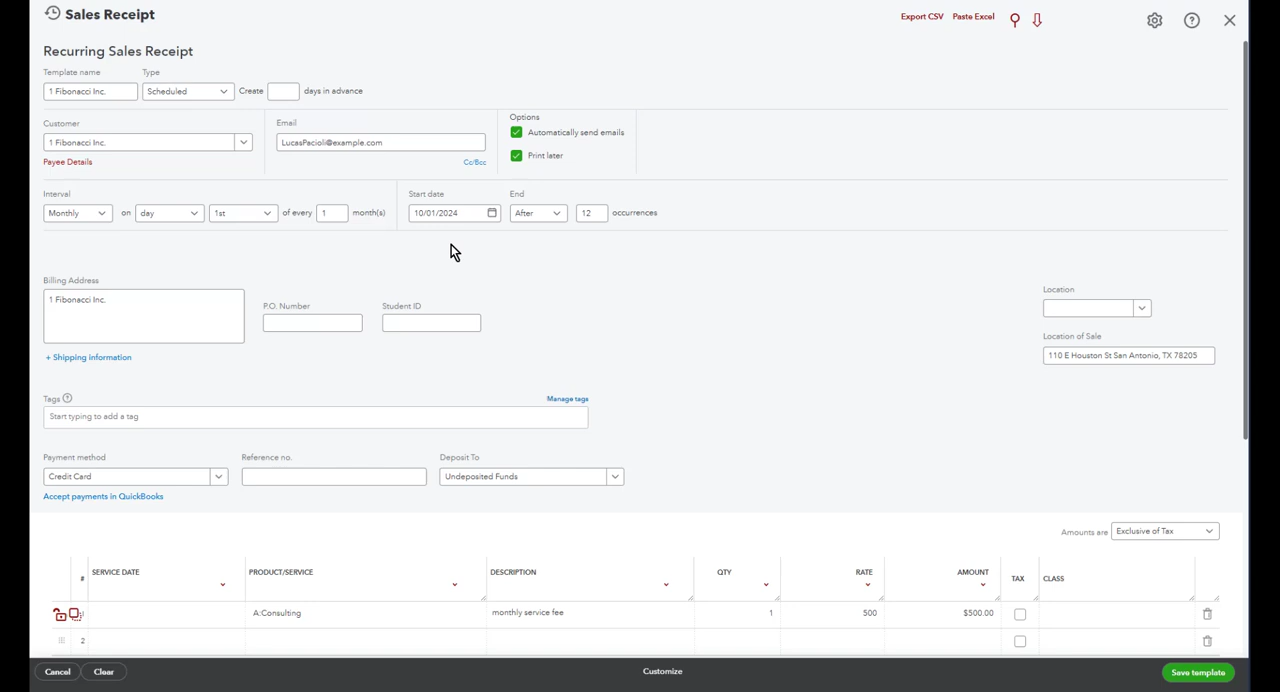 Sales Receipt
Export CSV Paste Excel
Recurring Sales Receipt
Template name Type
1 Fibonacci Inc. Scheduled Create days in advance
Customer Email Options
1 Fibonacci Inc. LucasPacioli@example.com Automatically send emails
Payee Details Cc/Bcc Print later
Interval Start date End
Monthly on day 1st of every 1 month(s) 10/01/2024 After 12 occurrences
Billing Address
1 Fibonacci Inc.
P.O. Number Student ID
Location
Location of Sale
110 E Houston St San Antonio, TX 78205
+ Shipping information
Tags ? Manage tags
Start typing to add a tag
Payment method Reference no. Deposit To
Credit Card Undeposited Funds
Accept payments in QuickBooks
Amounts are Exclusive of Tax
# SERVICE DATE PRODUCT/SERVICE DESCRIPTION QTY RATE AMOUNT TAX CLASS
A:Consulting monthly service fee 1 500 $500.00
2
Cancel Clear Customize Save template